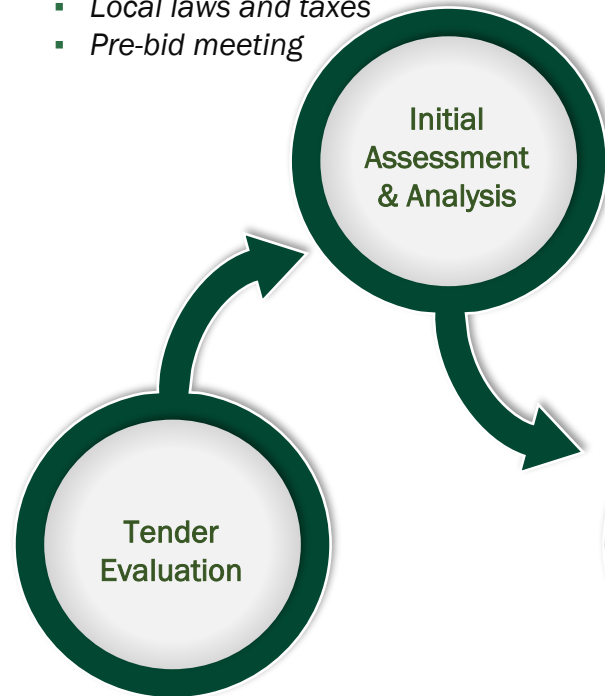 ▪ Local laws and taxes
▪ Pre-bid meeting
Initial
Assessment
& Analysis
Tender
Evaluation